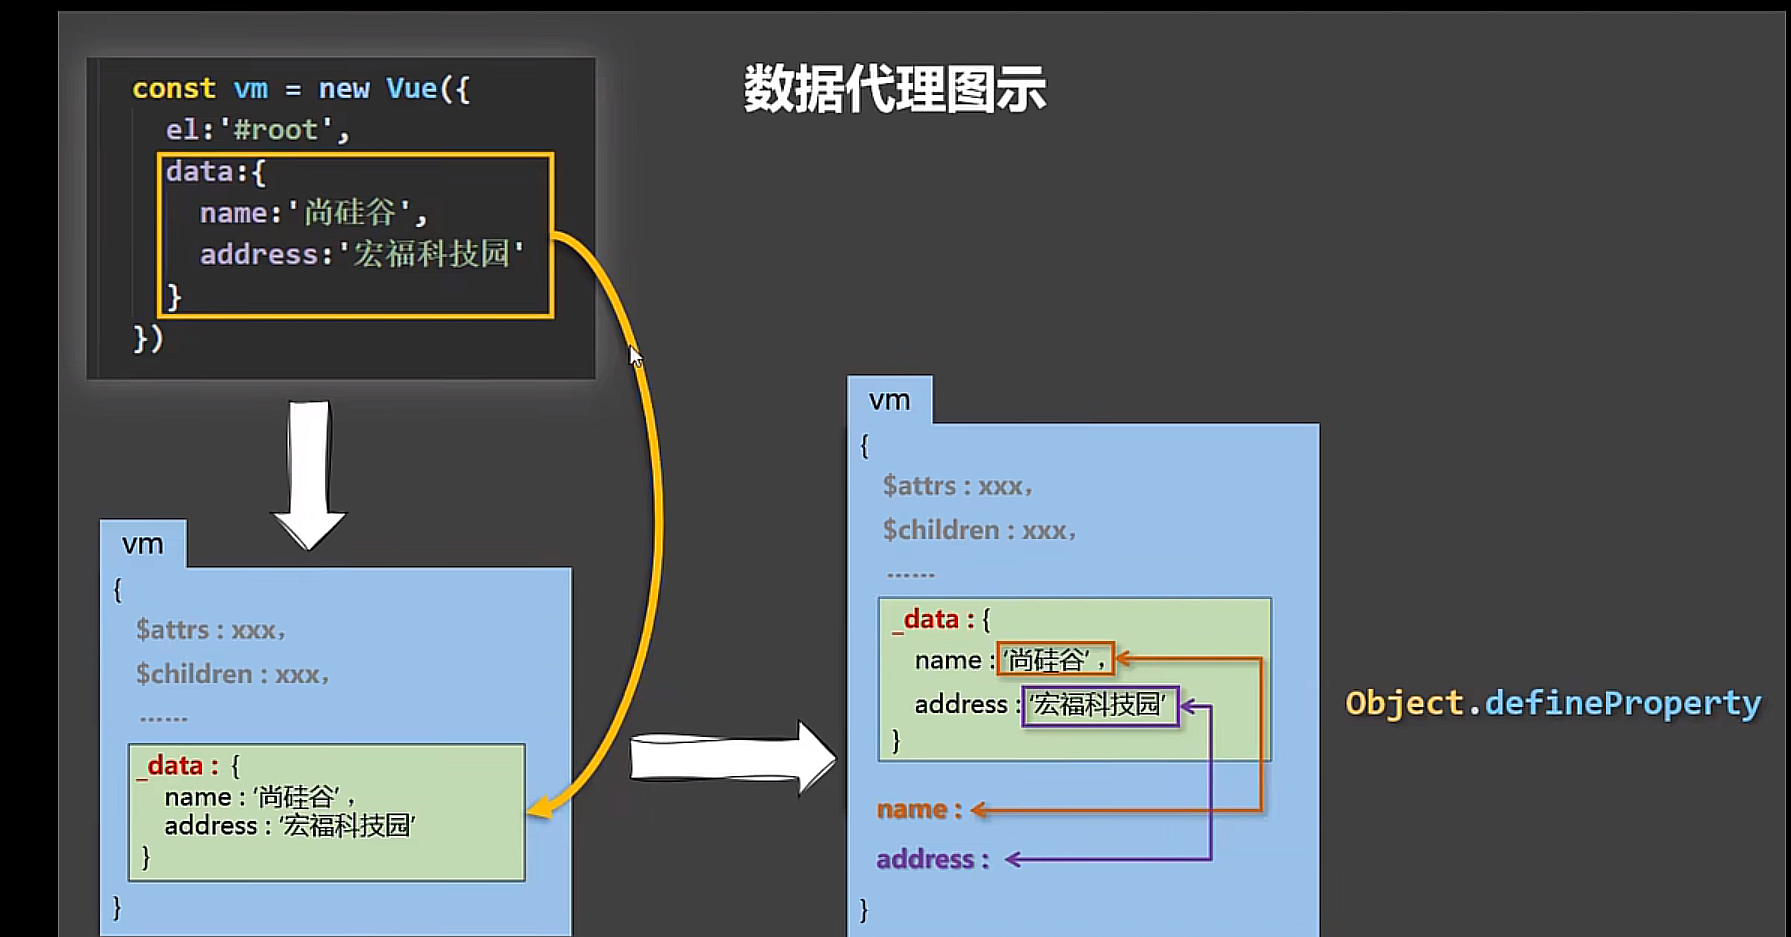 数据代理图示
const vm = new Vue({
el:'#root',
data:{
name:'尚硅谷',
address:'宏福科技园'
}
})
vm
{
$attrs : xxx，
$children : xxx，
......
_data : {
name : ‘尚硅谷’，
address : ‘宏福科技园’
}
}
vm
{
$attrs : xxx，
$children : xxx，
......
_data : {
name : ‘尚硅谷’，
address : ‘宏福科技园’
}
name :
address :
}
Object.defineProperty